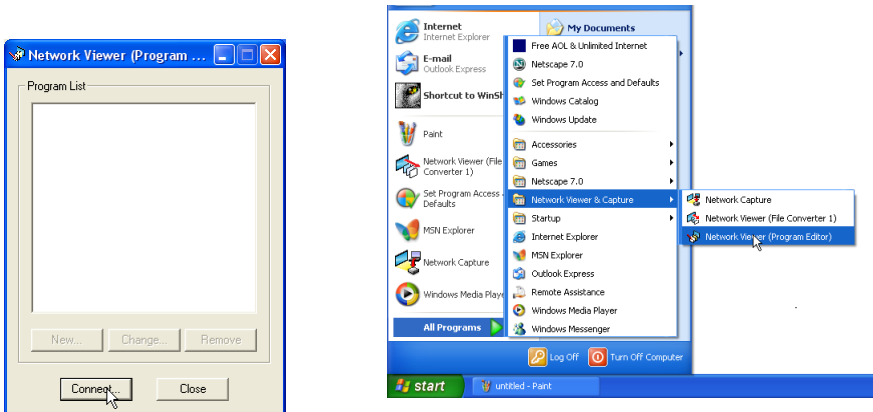 Network Viewer (Program ...
Program List
New...
Change...
Remove
Connect...
Close
Internet
Internet Explorer
E-mail
Outlook Express
Shortcut to WinSh
Paint
Network Viewer (File
Converter 1)
Set Program Access
Defaults
MSN Explorer
Network Capture
Windows Media Playe
All Programs
My Documents
Free AOL & Unlimited Internet
Netscape 7.0
Set Program Access and Defaults
Windows Catalog
Windows Update
Accessories
Games
Netscape 7.0
Network Viewer & Capture
Startup
Internet Explorer
MSN Explorer
Outlook Express
Remote Assistance
Windows Media Player
Windows Messenger
Network Capture
Network Viewer (File Converter 1)
Network Viewer (Program Editor)
Log Off
Turn Off Computer
start
untitled - Paint